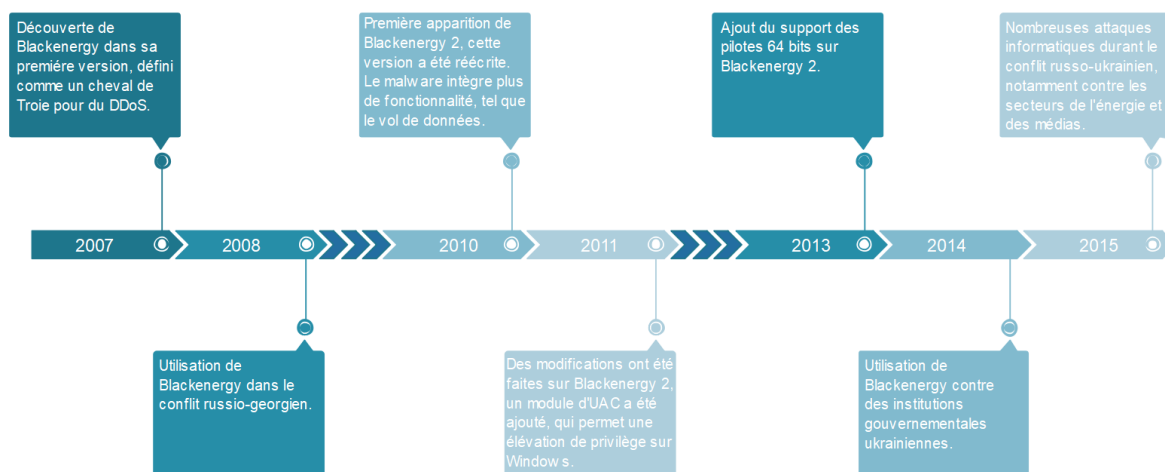 Découverte de
Blackenergy dans sa
premiére version, défini
comme un cheval de
Troie pour du DDoS.
Première apparition de
Blackenergy 2, cette
version a été réécrite.
Le malware intègre plus
de fonctionnalité, tel que
le vol de données.
Ajout du support des
pilotes 64 bits sur
Blackenergy 2.
Nombreuses attaques
informatiques durant le
conflit russo-ukrainien,
notamment contre les
secteurs de l'énergie et
des médias.
2007
2008
2010
2011
2013
2014
2015
Utilisation de
Blackenergy dans le
conflit russio-georgien.
Des modifications ont été
faites sur Blackenergy 2,
un module d'UAC a été
ajouté, qui permet une
élévation de privilège sur
Windows.
Utilisation de
Blackenergy contre
des institutions
gouvernementales
ukrainiennes.